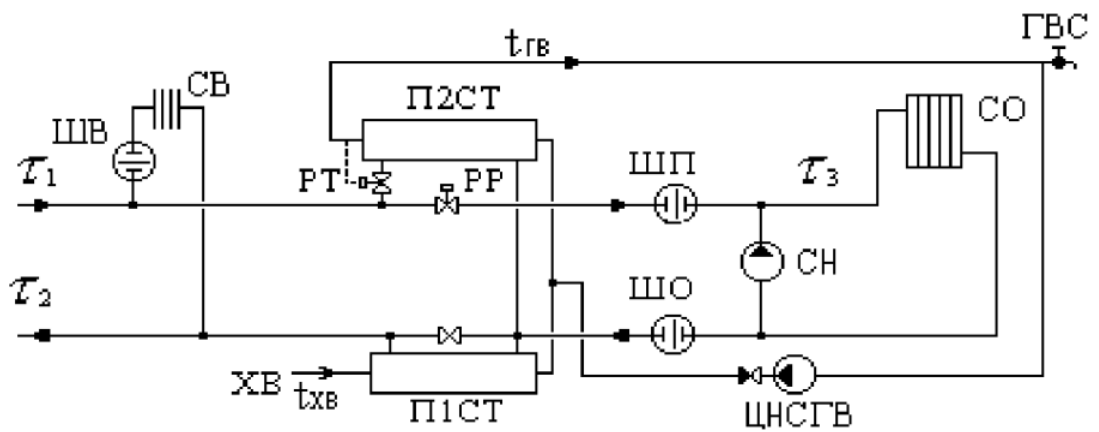 ГВС
tГВ
СВ
П2СТ
СО
ШВ
τ1
РТ
РР
ШП
τ3
СН
τ2
ШО
ХВ
tХВ
П1СТ
ЦНСГВ